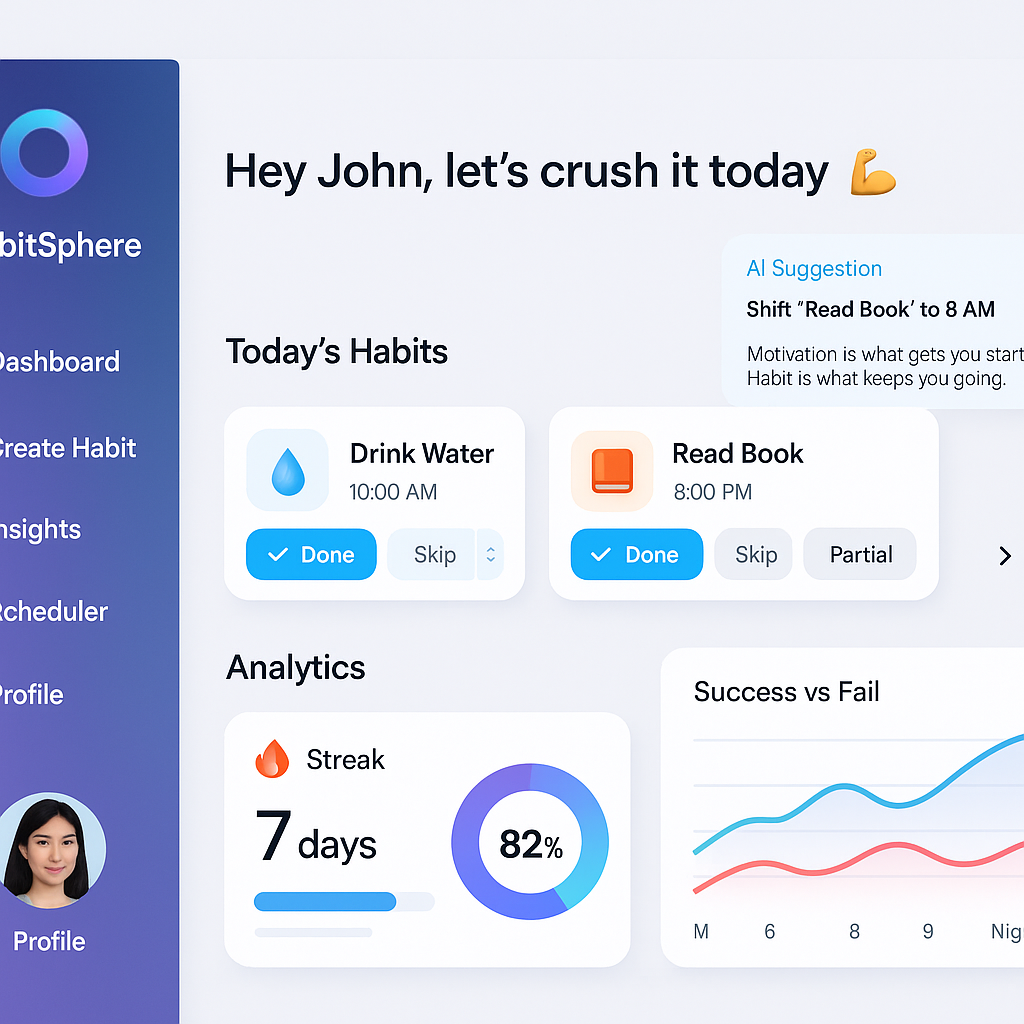 bitSphere
Dashboard
Create Habit
nsights
Rcheduler
Profile
Profile
Hey John, let’s crush it today 💪
AI Suggestion
Shift "Read Book’ to 8 AM
Motivation is what gets you start
Habit is what keeps you going.
Today’s Habits
Drink Water
10:00 AM
Done
Skip
Read Book
8:00 PM
Done
Skip
Partial
Analytics
Streak
7 days
82%
Success vs Fail
M 6 8 9 Nig